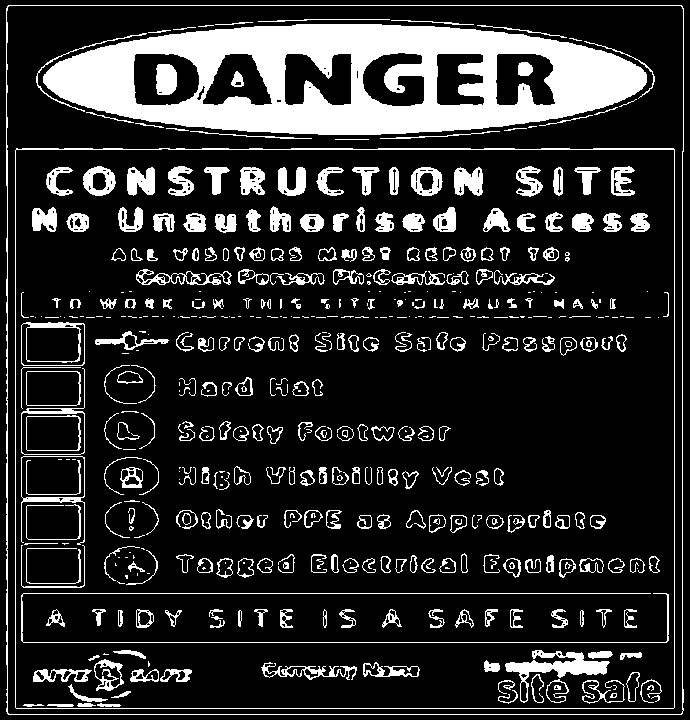 DANGER
CONSTRUCTION SITE
No Unauthorised Access
ALL VISITORS MUST REPORT TO:
Contact Person Ph:Contact Phone
TO WORK ON THIS SITE YOU MUST HAVE
Current Site Safe Passport
Hard Hat
Safety Footwear
High Visibility Vest
! Other PPE as Appropriate
Tagged Electrical Equipment
A TIDY SITE IS A SAFE SITE
SITE SAFE
Company Name
site safe